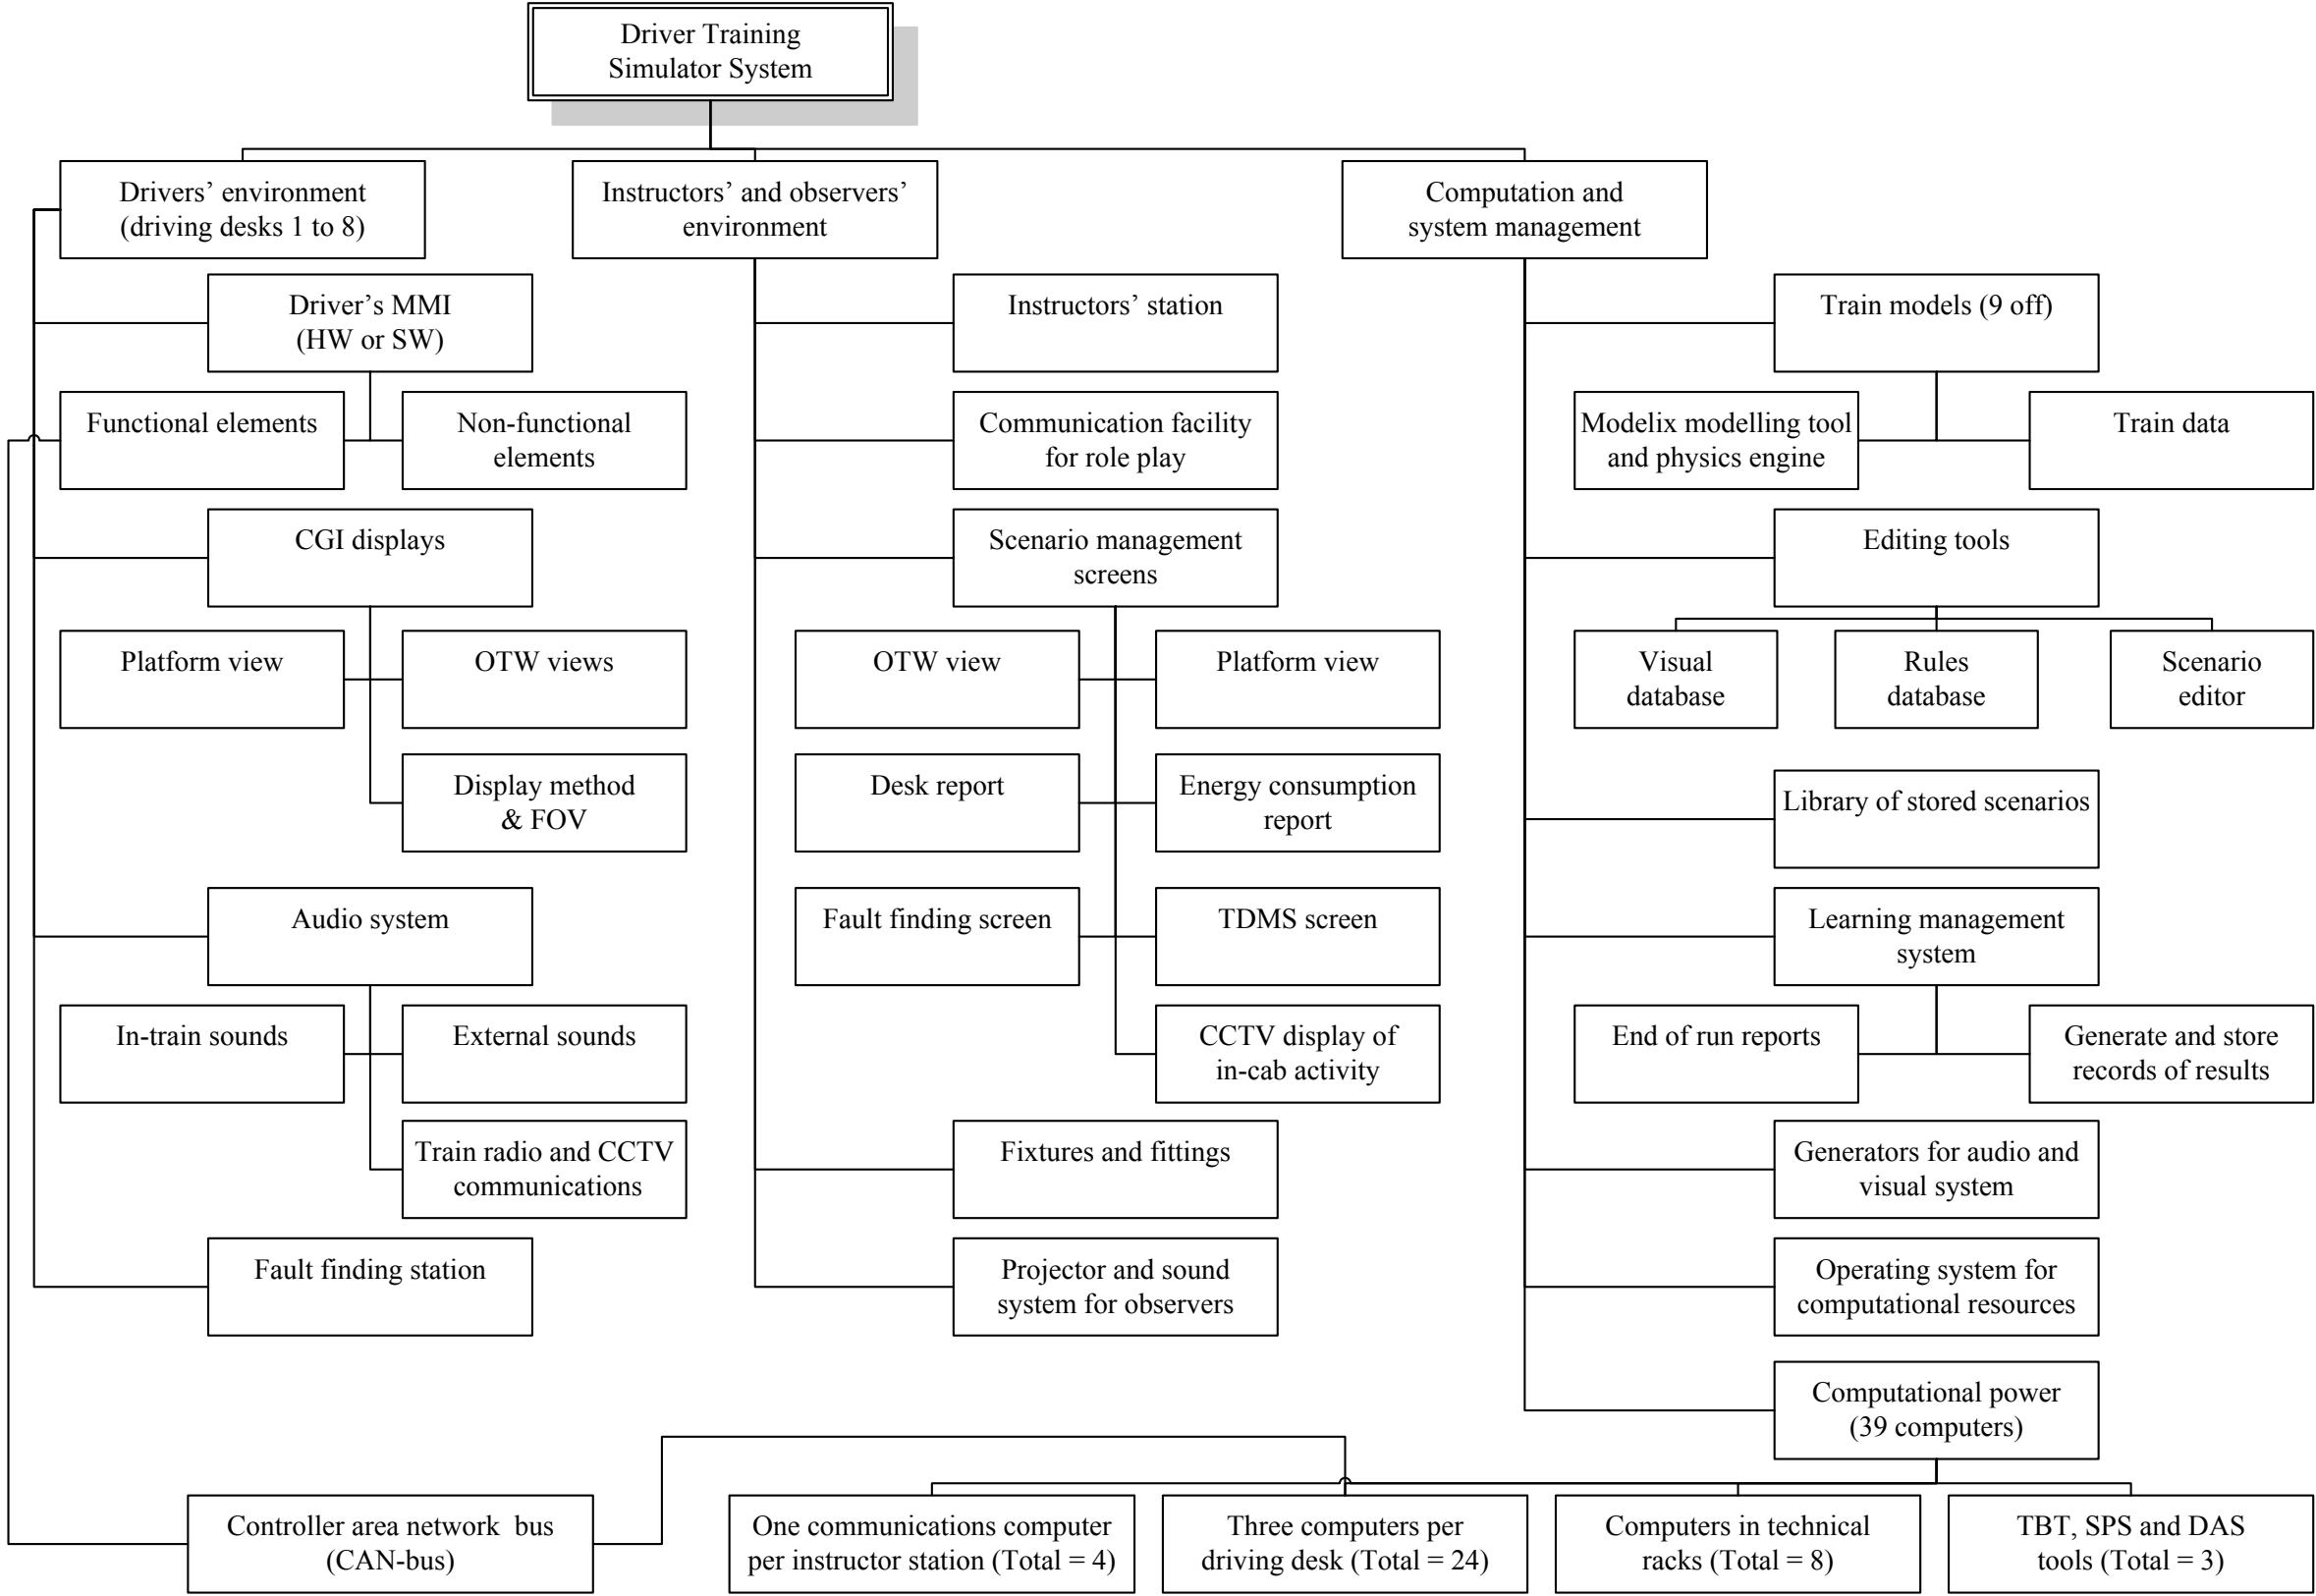 Driver Training
Simulator System
Drivers’ environment
(driving desks 1 to 8)
Instructors’ and observers’
environment
Computation and
system management
Driver’s MMI
(HW or SW)
Instructors’ station
Train models (9 off)
Functional elements
Non-functional
elements
Communication facility
for role play
Modelix modelling tool
and physics engine
Train data
CGI displays
Scenario management
screens
Editing tools
Platform view
OTW views
OTW view
Platform view
Visual
database
Rules
database
Scenario
editor
Display method
& FOV
Desk report
Energy consumption
report
Library of stored scenarios
Audio system
Fault finding screen
TDMS screen
Learning management
system
In-train sounds
External sounds
CCTV display of
in-cab activity
End of run reports
Generate and store
records of results
Train radio and CCTV
communications
Fixtures and fittings
Generators for audio and
visual system
Fault finding station
Projector and sound
system for observers
Operating system for
computational resources
Computational power
(39 computers)
Controller area network bus
(CAN-bus)
One communications computer
per instructor station (Total = 4)
Three computers per
driving desk (Total = 24)
Computers in technical
racks (Total = 8)
TBT, SPS and DAS
tools (Total = 3)